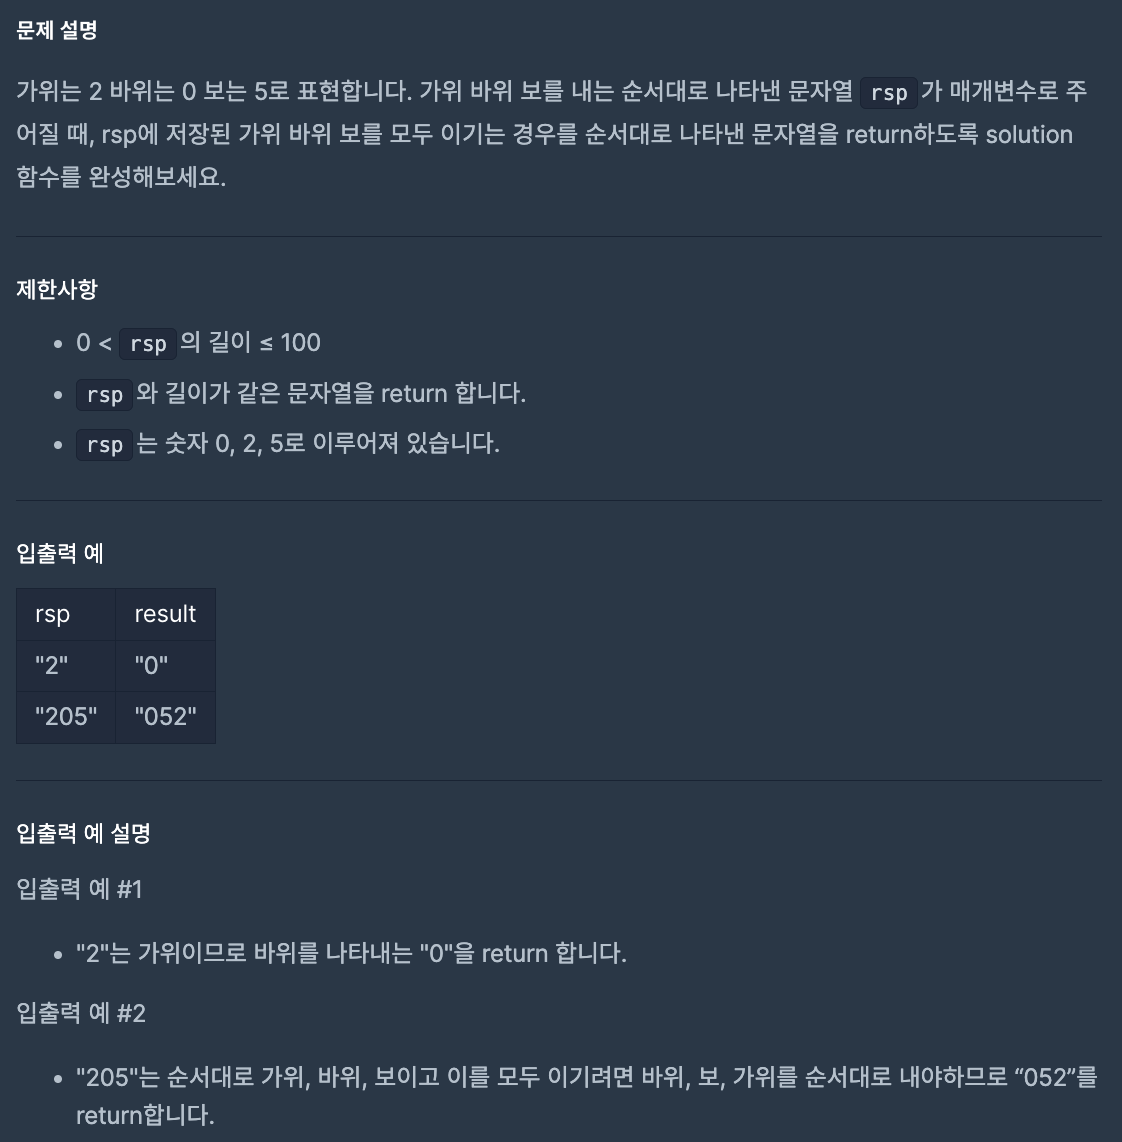 문제 설명
가위는 2 바위는 0 보는 5로 표현합니다. 가위 바위 보를 내는 순서대로 나타낸 문자열 rsp가 매개변수로 주
어질 때, rsp에 저장된 가위 바위 보를 모두 이기는 경우를 순서대로 나타낸 문자열을 return하도록 solution
함수를 완성해보세요.
제한사항
• 0 < rsp의 길이 ≤ 100
• rsp와 길이가 같은 문자열을 return 합니다.
• rsp는 숫자 0, 2, 5로 이루어져 있습니다.
입출력 예
rsp result
"2" "0"
"205" "052"
입출력 예 설명
입출력 예 #1
• "2"는 가위이므로 바위를 나타내는 "0"을 return 합니다.
입출력 예 #2
• "205"는 순서대로 가위, 바위, 보이고 이를 모두 이기려면 바위, 보, 가위를 순서대로 내야하므로 “052”를
return합니다.